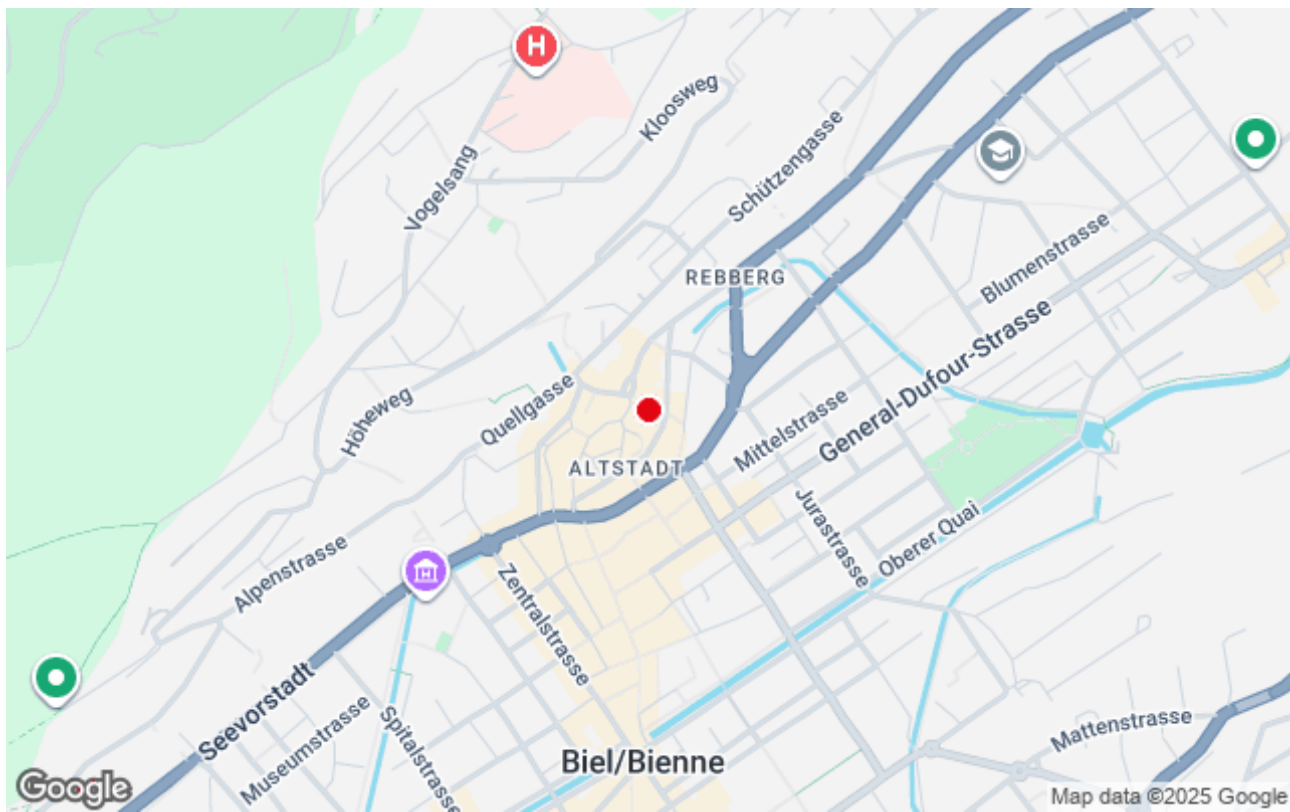 H
Kloosweg
Vogelsang
Schützengasse
Blumenstrasse
REBBERG
General-Dufour-Strasse
Höheweg
Quellgasse
Mittelstrasse
ALTSTADT
Jurastrasse
Oberer Quai
Alpenstrasse
Zentralstrasse
Seevorstadt
Museumstrasse
Spitalstrasse
Mattenstrasse
Biel/Bienne
Google
Map data ©2025 Google